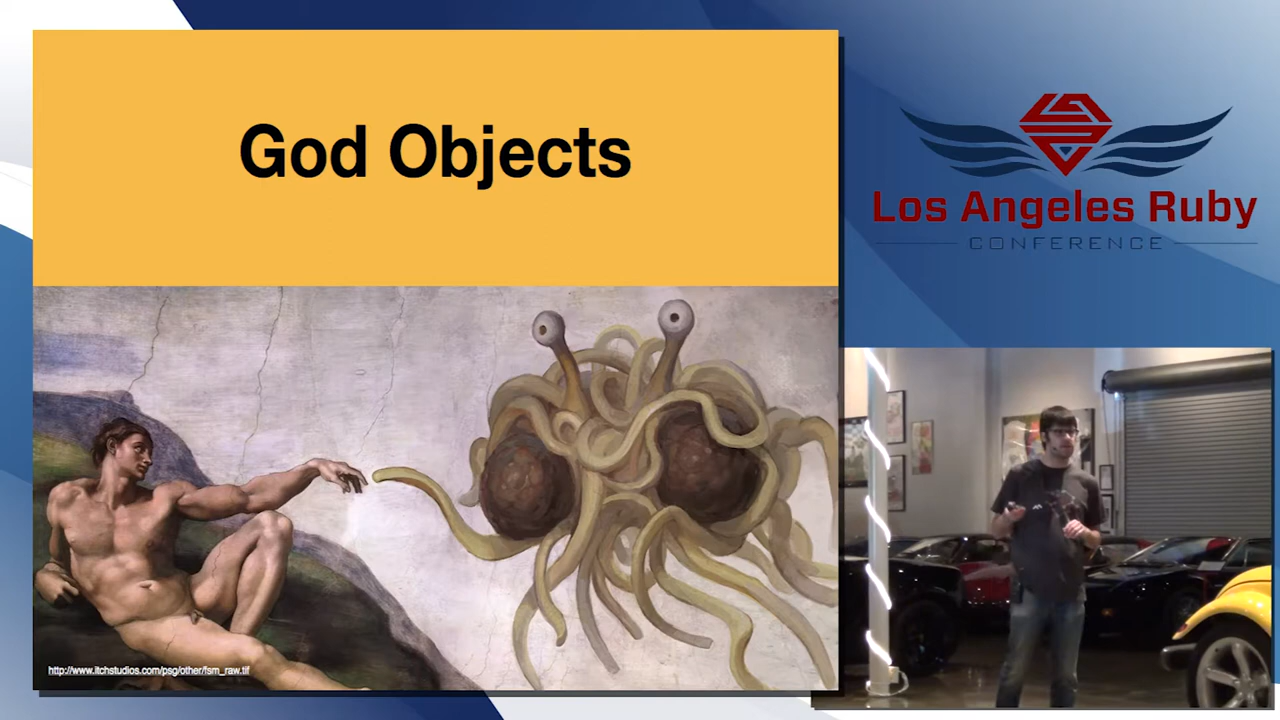 God Objects
http://www.itchstudios.com/psg/other/fsm_raw.tif
Los Angeles Ruby
CONFERENCE